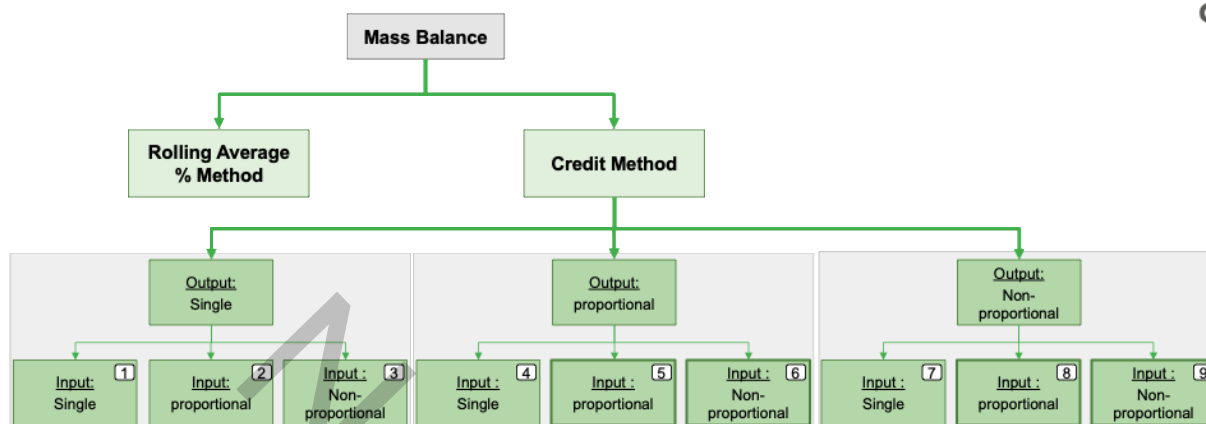 Mass Balance
Rolling Average
% Method
Credit Method
Output:
Single
Output:
proportional
Output:
Non-
proportional
Input:
Single
1
Input:
proportional
2
Input :
Non-
proportional
3
Input :
Single
4
Input :
proportional
5
Input :
Non-
proportional
6
Input :
Single
7
Input :
proportional
8
Input :
Non-
proportional
9